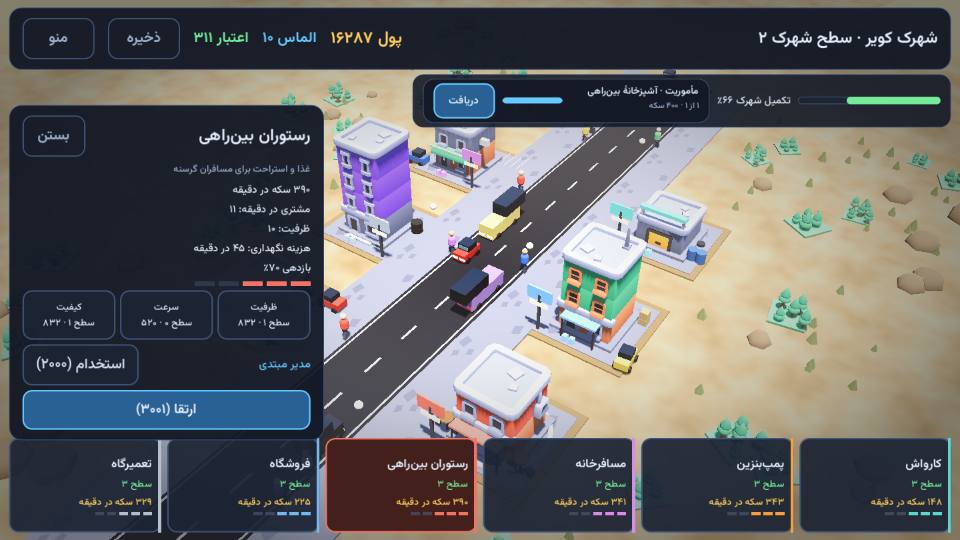 شهرک کویر · سطح شهرک ۲
پول ۱۶۲۸۷
الماس ۱۰
اعتبار ۳۱۱
ذخیره
منو
تکمیل شهرک ۶۶٪
مأموریت · آشپزخانهٔ بین‌راهی
۱ از ۱ · ۴۰۰ سکه
دریافت
رستوران بین‌راهی
بستن
غذا و استراحت برای مسافران گرسنه
۳۹۰ سکه در دقیقه
مشتری در دقیقه: ۱۱
ظرفیت: ۱۰
هزینه نگهداری: ۴۵ در دقیقه
بازدهی ۷۰٪
ظرفیت
سطح ۱ · ۸۳۲
سرعت
سطح ۰ · ۵۲۰
کیفیت
سطح ۱ · ۸۳۲
مدیر مبتدی
استخدام (۲۰۰۰)
ارتقا (۳۰۰۱)
کارواش
سطح ۳
۱۴۸ سکه در دقیقه
پمپ‌بنزین
سطح ۳
۳۴۳ سکه در دقیقه
مسافرخانه
سطح ۳
۳۴۱ سکه در دقیقه
رستوران بین‌راهی
سطح ۳
۳۹۰ سکه در دقیقه
فروشگاه
سطح ۳
۲۲۵ سکه در دقیقه
تعمیرگاه
سطح ۳
۳۲۹ سکه در دقیقه